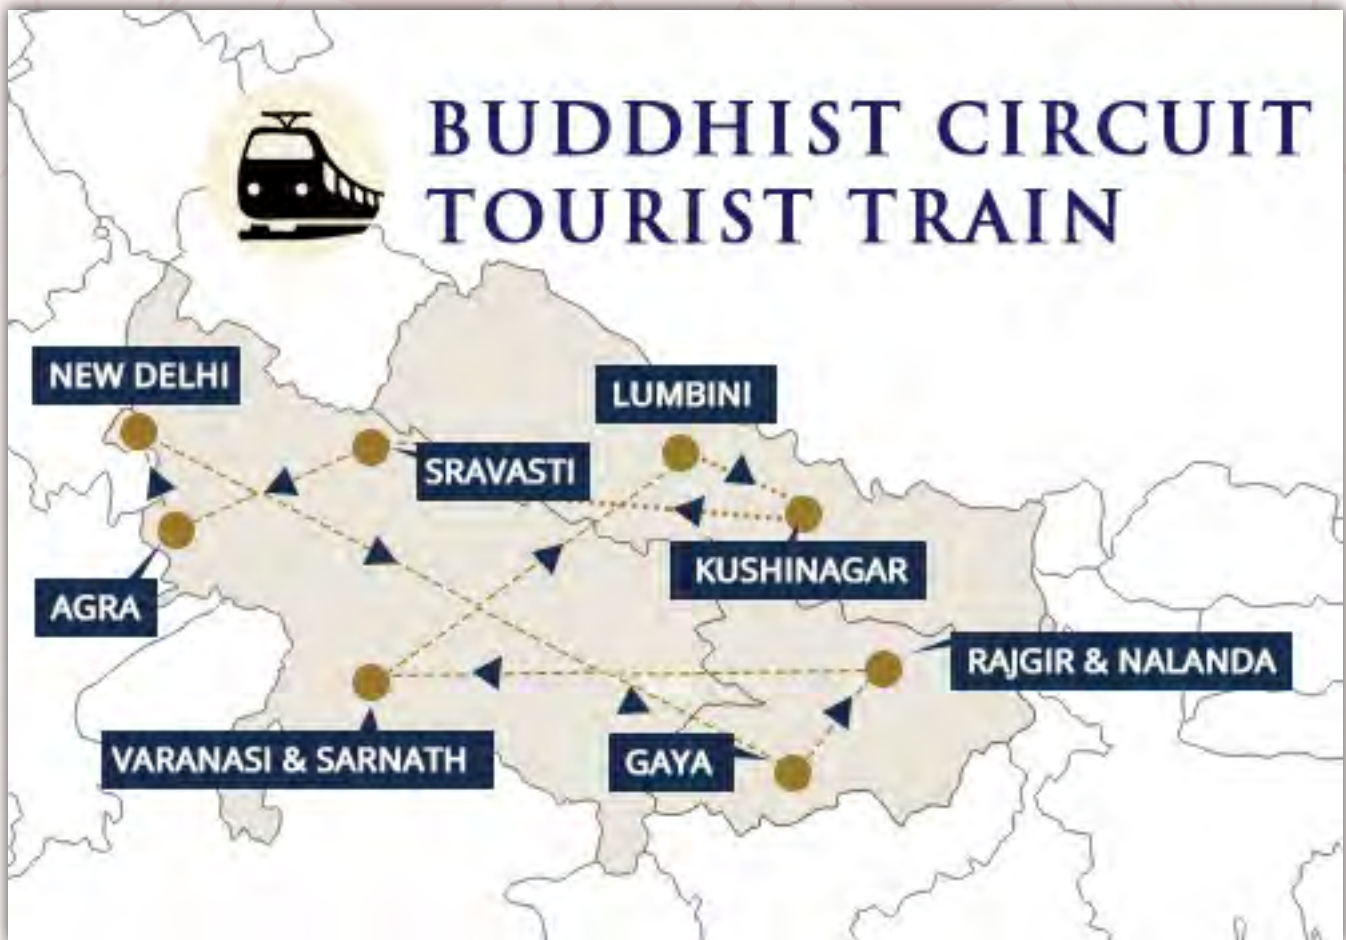 BUDDHIST CIRCUIT
TOURIST TRAIN
NEW DELHI
LUMBINI
SRAVASTI
KUSHINAGAR
AGRA
RAJGIR & NALANDA
VARANASI & SARNATH
GAYA